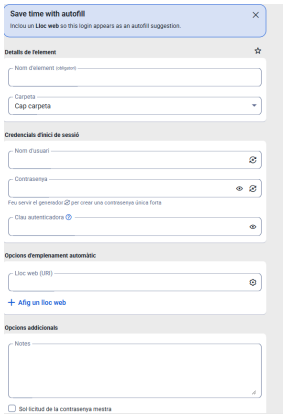 Save time with autofill
Inclou un Lloc web so this login appears as an autofill suggestion.
Detalls de l'element
Nom d'element (obligatori)
Carpeta
Cap carpeta
Credencials d'inici de sessió
Nom d'usuari
Contrasenya
Feu servir el generador per crear una contrasenya única forta
Clau autenticadora
Opcions d'emplenament automàtic
Lloc web (URI)
Afig un lloc web
Opcions addicionals
Notes
Sol·licitud de la contrasenya mestra